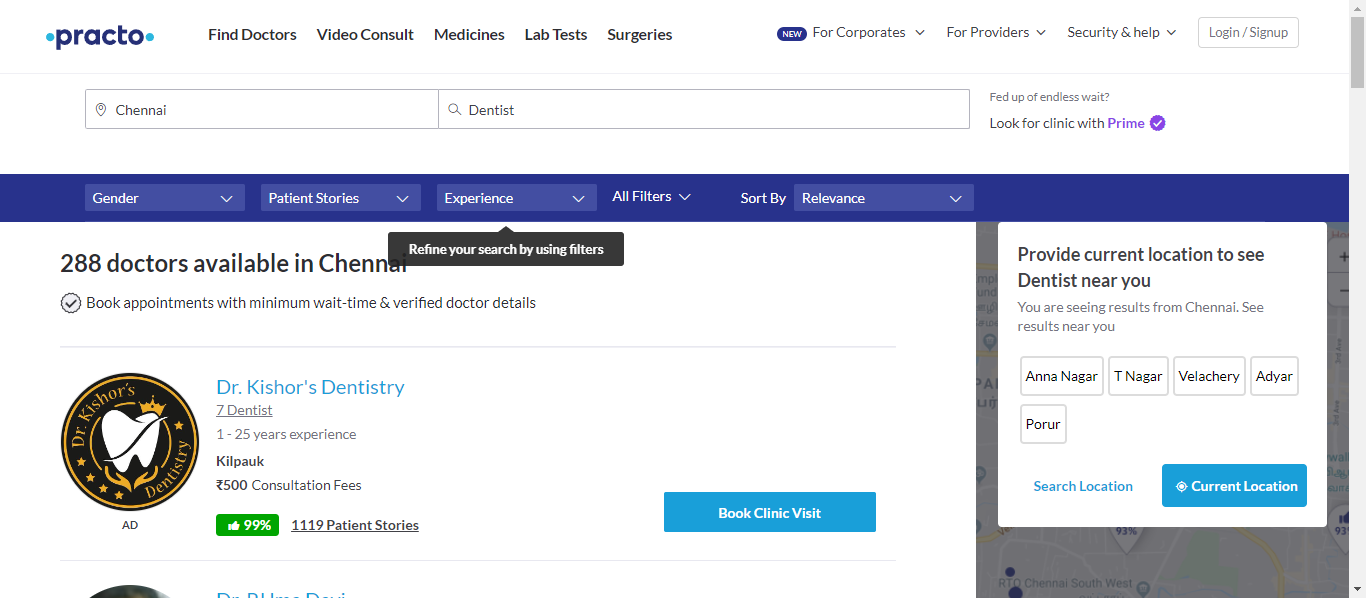 practo
Find Doctors
Video Consult
Medicines
Lab Tests
Surgeries
NEW
For Corporates
For Providers
Security & help
Login / Signup
Chennai
Dentist
Fed up of endless wait?
Look for clinic with Prime
Gender
Patient Stories
Experience
All Filters
Sort By
Relevance
Refine your search by using filters
288 doctors available in Chennai
Book appointments with minimum wait-time & verified doctor details
Dr. Kishor's
Dentistry
AD
Dr. Kishor's Dentistry
7 Dentist
1 - 25 years experience
Kilpauk
₹500 Consultation Fees
99%
1119 Patient Stories
Book Clinic Visit
Provide current location to see
Dentist near you
You are seeing results from Chennai. See
results near you
Anna Nagar
T Nagar
Velachery
Adyar
Porur
Search Location
Current Location
93%
RTO Chennai South West